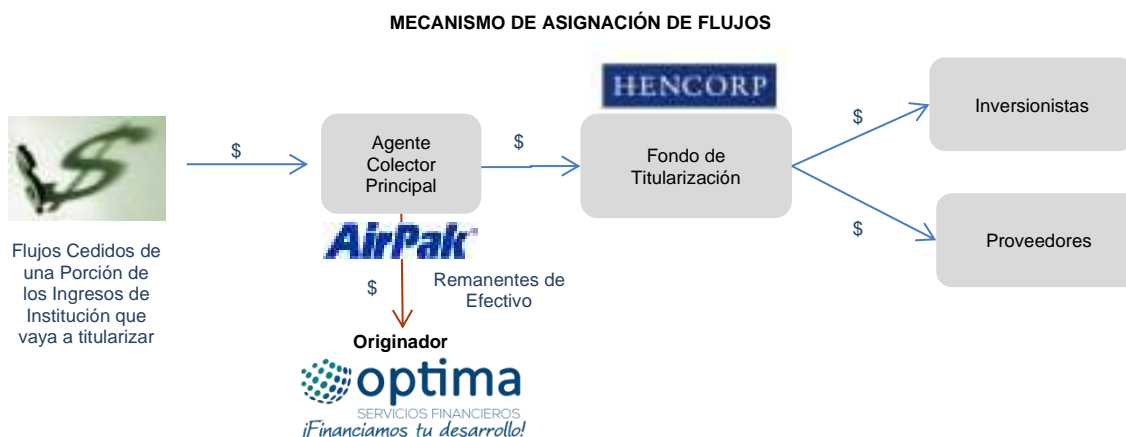 MECANISMO DE ASIGNACIÓN DE FLUJOS
HENCORP
$
$
$
$
$
Agente
Colector
Principal
Fondo de
Titularización
Inversionistas
Proveedores
AirPak
Flujos Cedidos de
una Porción de
los Ingresos de
Institución que
vaya a titularizar
Remanentes de
Efectivo
Originador
optima
SERVICIOS FINANCIEROS
¡Financiamos tu desarrollo!